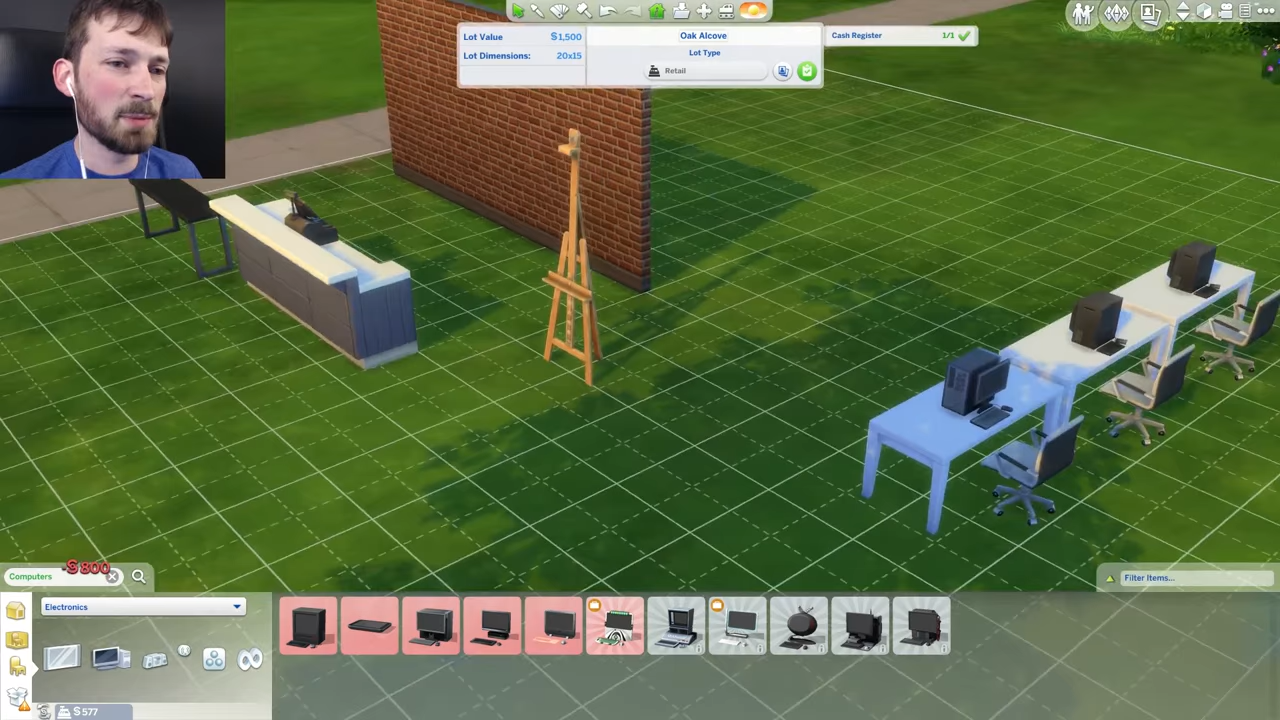 Lot Value §1,500
Lot Dimensions: 20x15
Oak Alcove
Lot Type
Retail
Cash Register 1/1
Computers
-§800
Filter Items...
Electronics
§577